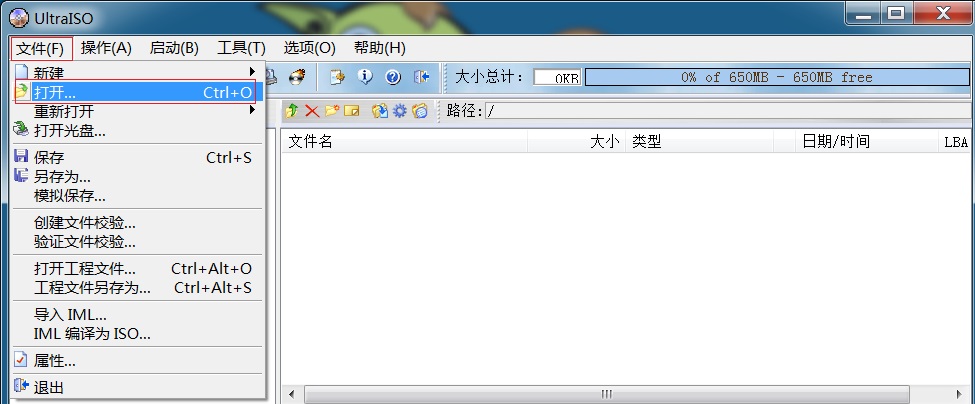 UltraISO
文件(F) 操作(A) 启动(B) 工具(T) 选项(O) 帮助(H)
大小总计: 0KB 0% of 650MB - 650MB free
路径: /
文件名 大小 类型 日期/时间 LBA
新建
打开... Ctrl+O
重新打开
打开光盘...
保存 Ctrl+S
另存为...
模拟保存...
创建文件校验...
验证文件校验...
打开工程文件... Ctrl+Alt+O
工程文件另存为... Ctrl+Alt+S
导入 IML...
IML 编译为 ISO...
属性...
退出